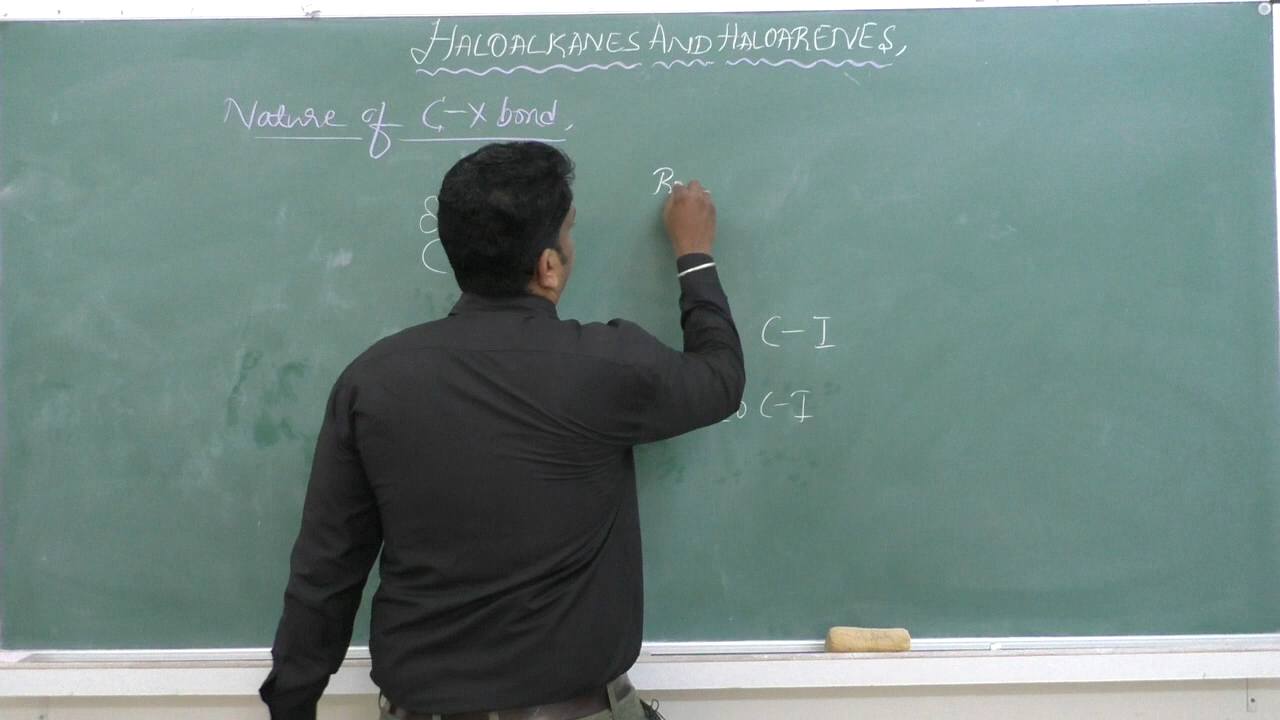 HALOALKANES AND HALOARENES,
Nature of C-X bond,
C
C-I
C-I